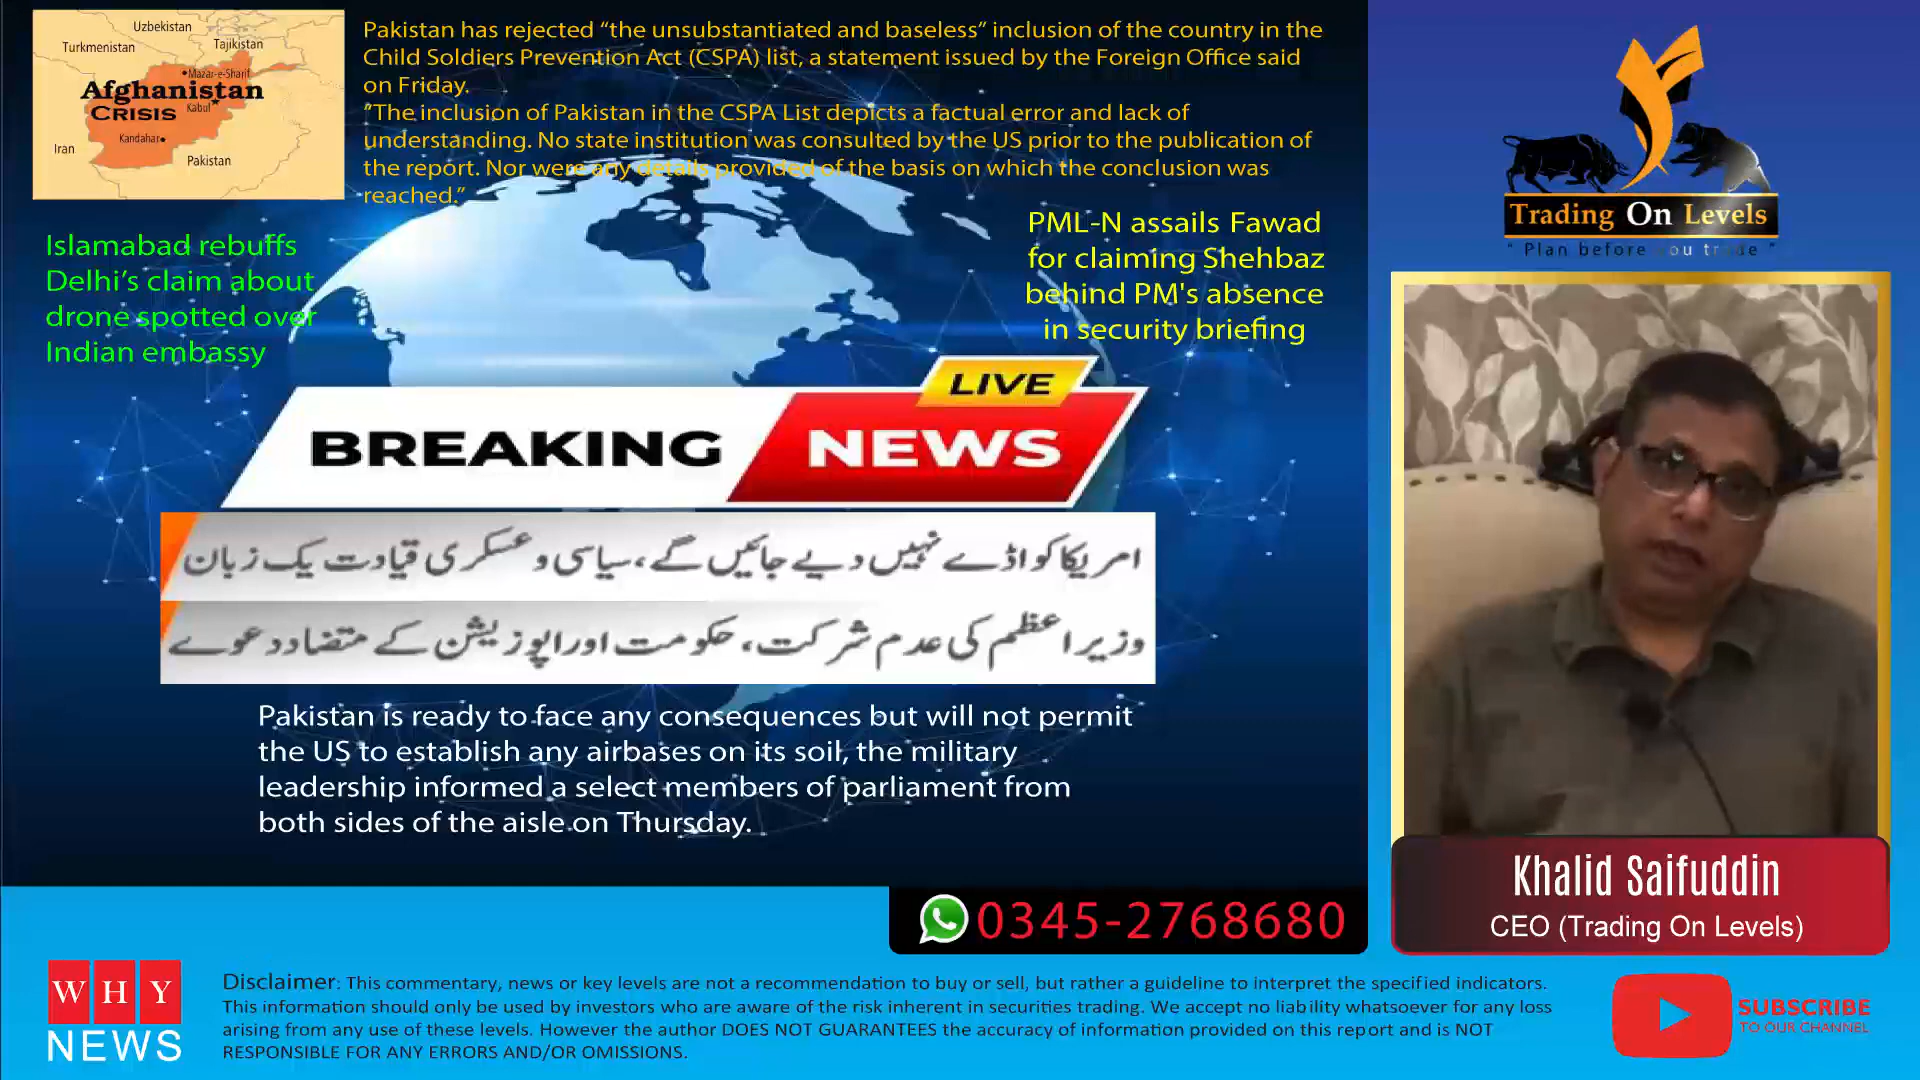 Uzbekistan
Turkmenistan
Tajikistan
Mazar-e-Sharif
Afghanistan
Kabul
CRISIS
Kandahar
Iran
Pakistan
Pakistan has rejected “the unsubstantiated and baseless” inclusion of the country in the
Child Soldiers Prevention Act (CSPA) list, a statement issued by the Foreign Office said
on Friday.
“The inclusion of Pakistan in the CSPA List depicts a factual error and lack of
understanding. No state institution was consulted by the US prior to the publication of
the report. Nor were any details provided of the basis on which the conclusion was
reached.”
Islamabad rebuffs
Delhi’s claim about
drone spotted over
Indian embassy
PML-N assails Fawad
for claiming Shehbaz
behind PM's absence
in security briefing
LIVE
BREAKING NEWS
امریکا کو اڈے نہیں دیے جائیں گے، سیاسی و عسکری قیادت یک زبان
وزیراعظم کی عدم شرکت، حکومت اور اپوزیشن کے متضاد دعوے
Pakistan is ready to face any consequences but will not permit
the US to establish any airbases on its soil, the military
leadership informed a select members of parliament from
both sides of the aisle on Thursday.
Trading On Levels
" Plan before you trade "
Khalid Saifuddin
CEO (Trading On Levels)
0345-2768680
WHY
NEWS
Disclaimer: This commentary, news or key levels are not a recommendation to buy or sell, but rather a guideline to interpret the specified indicators.
This information should only be used by investors who are aware of the risk inherent in securities trading. We accept no liability whatsoever for any loss
arising from any use of these levels. However the author DOES NOT GUARANTEES the accuracy of information provided on this report and is NOT
RESPONSIBLE FOR ANY ERRORS AND/OR OMISSIONS.
SUBSCRIBE
TO OUR CHANNEL